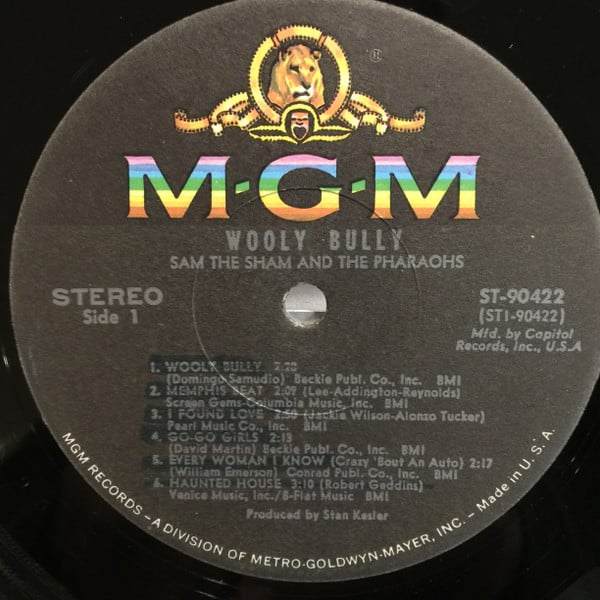 ®
M·G·M
WOOLY BULLY
SAM THE SHAM AND THE PHARAOHS
STEREO
Side 1
ST-90422
(ST1-90422)
Mfd. by Capitol
Records, Inc., U.S.A
1. WOOLY BULLY 2:20
(Domingo Samudio) Beckie Publ. Co., Inc. BMI
2. MEMPHIS BEAT 2:09 (Lee-Addington-Reynolds)
Screen Gems-Columbia Music, Inc. BMI
3. I FOUND LOVE 2:50 (Jackie Wilson-Alonzo Tucker)
Pearl Music Co., Inc. BMI
4. GO-GO GIRLS 2:13
(David Martin) Beckie Publ. Co., Inc. BMI
5. EVERY WOMAN I KNOW (Crazy 'Bout An Auto) 2:17
(William Emerson) Conrad Publ. Co., Inc. BMI
6. HAUNTED HOUSE 3:10 (Robert Geddins)
Venice Music, Inc./B-Flat Music BMI
Produced by Stan Kesler
MGM RECORDS – A DIVISION OF METRO-GOLDWYN-MAYER, INC. – Made in U.S.A.